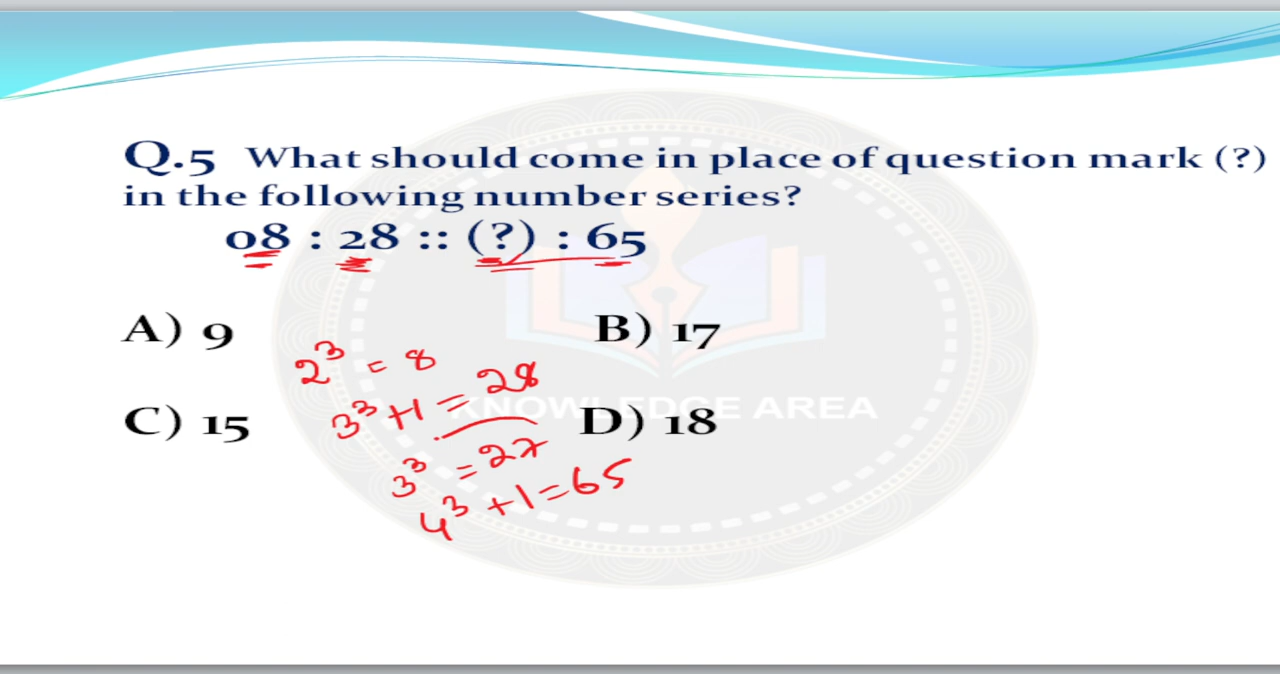 Q.5 What should come in place of question mark (?)
in the following number series?
08 : 28 :: (?) : 65
A) 9
B) 17
2³ = 8
3³ + 1 = 28
KNOWLEDGE AREA
C) 15
D) 18
3³ = 27
4³ + 1 = 65